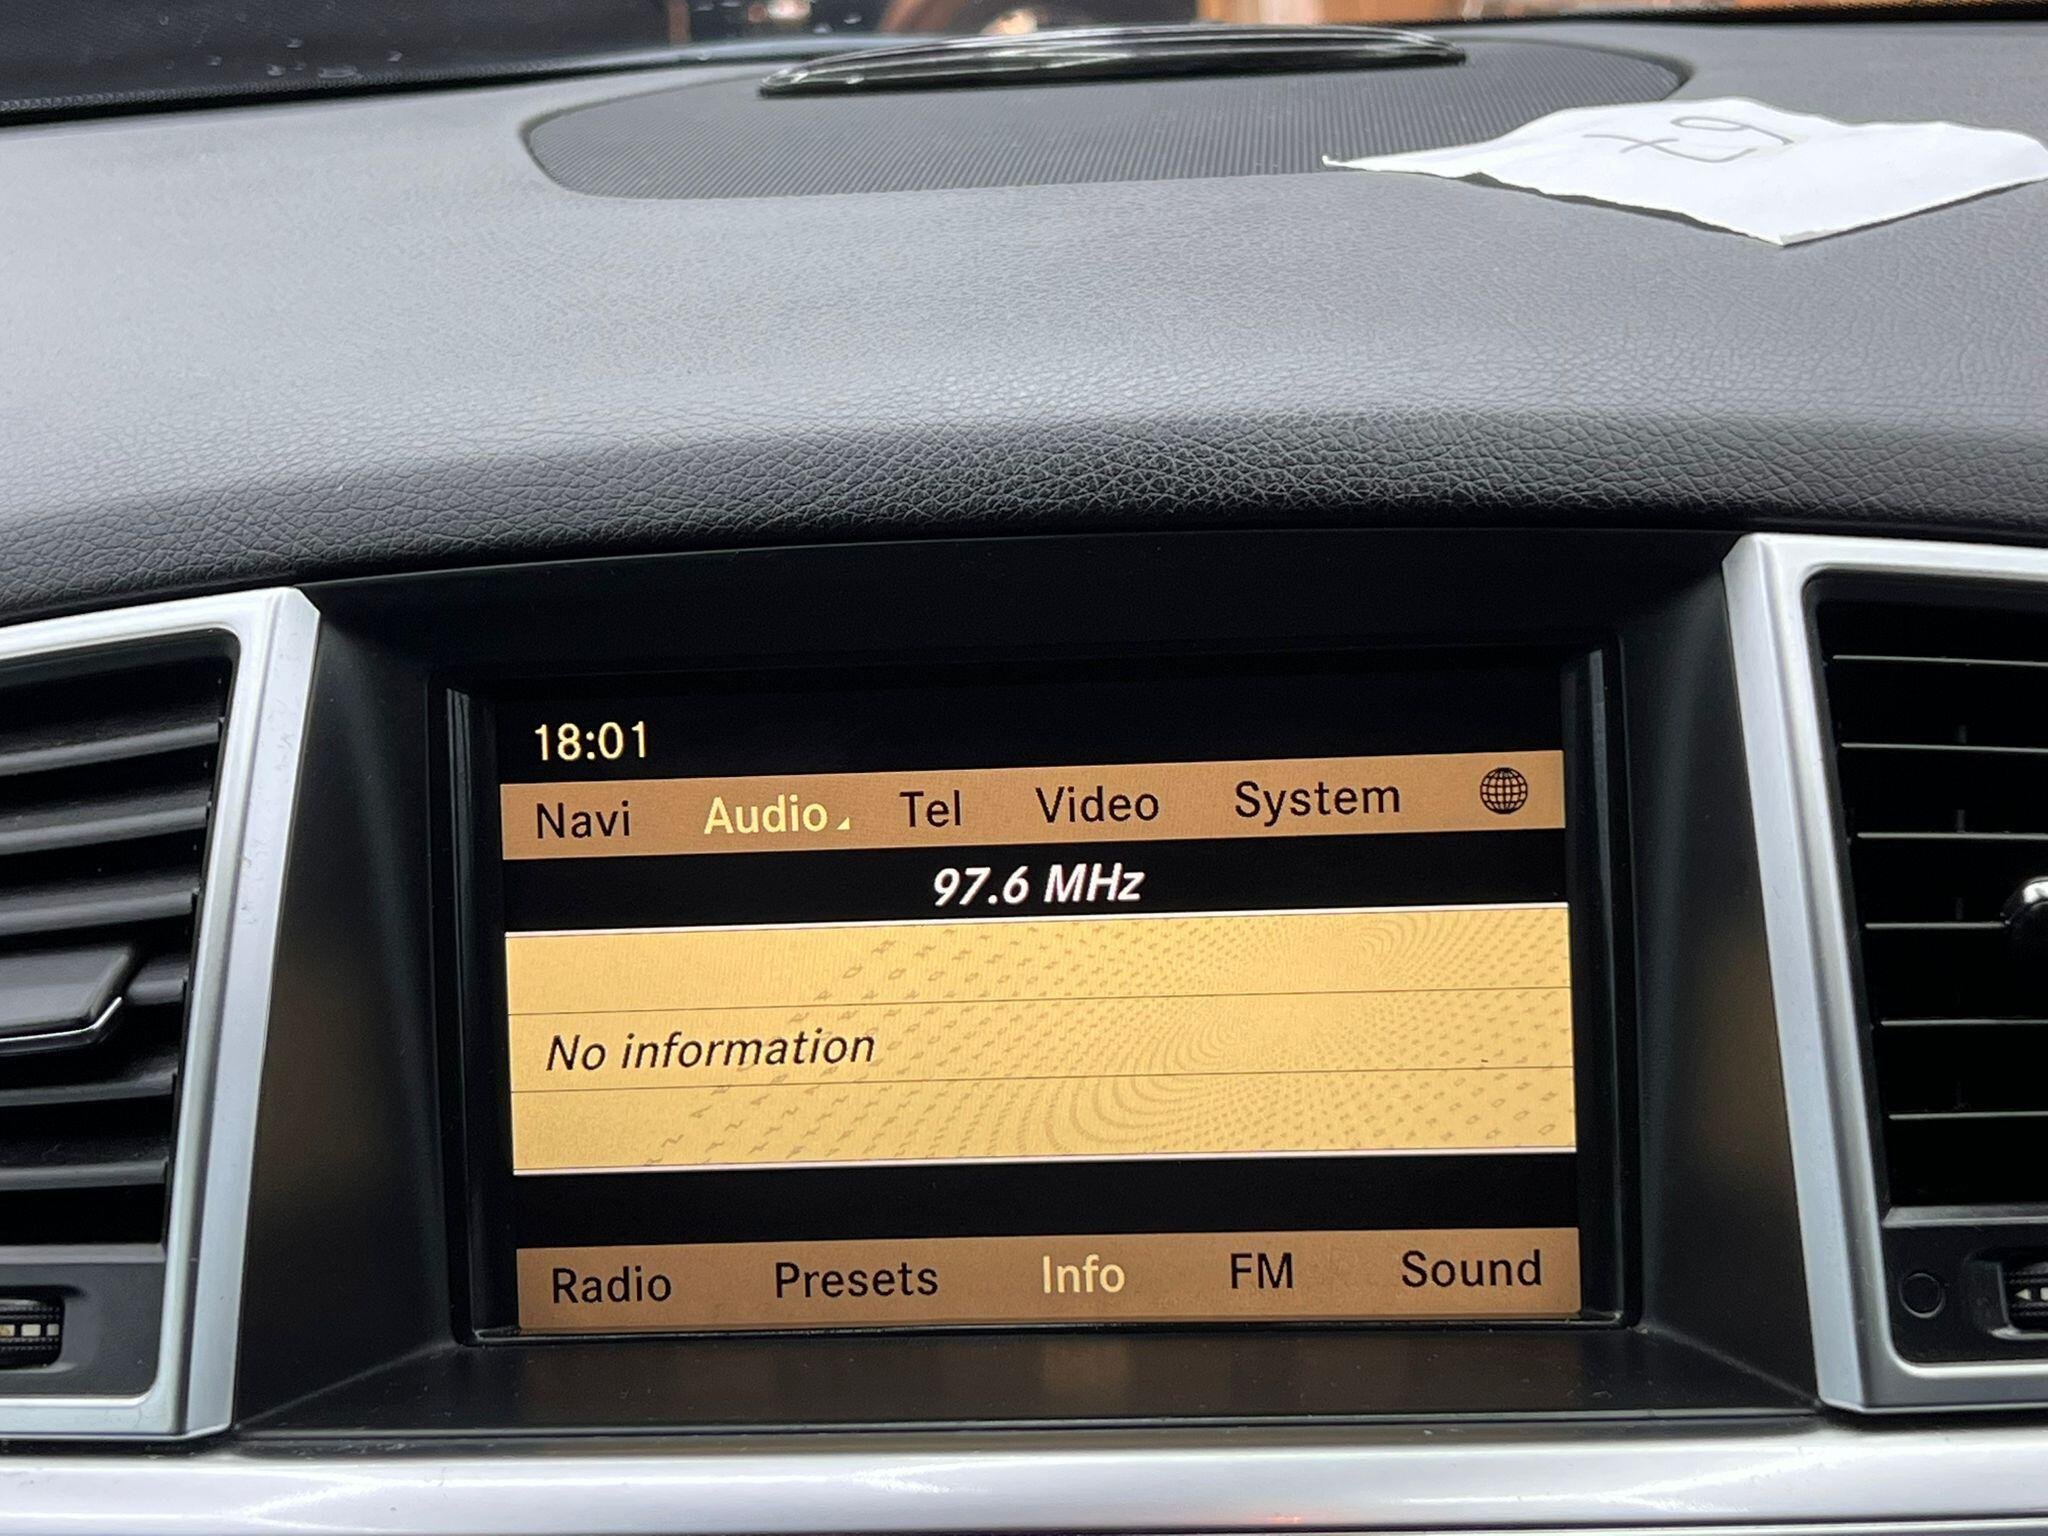 18:01
Navi Audio Tel Video System
97.6 MHz
No information
Radio Presets Info FM Sound